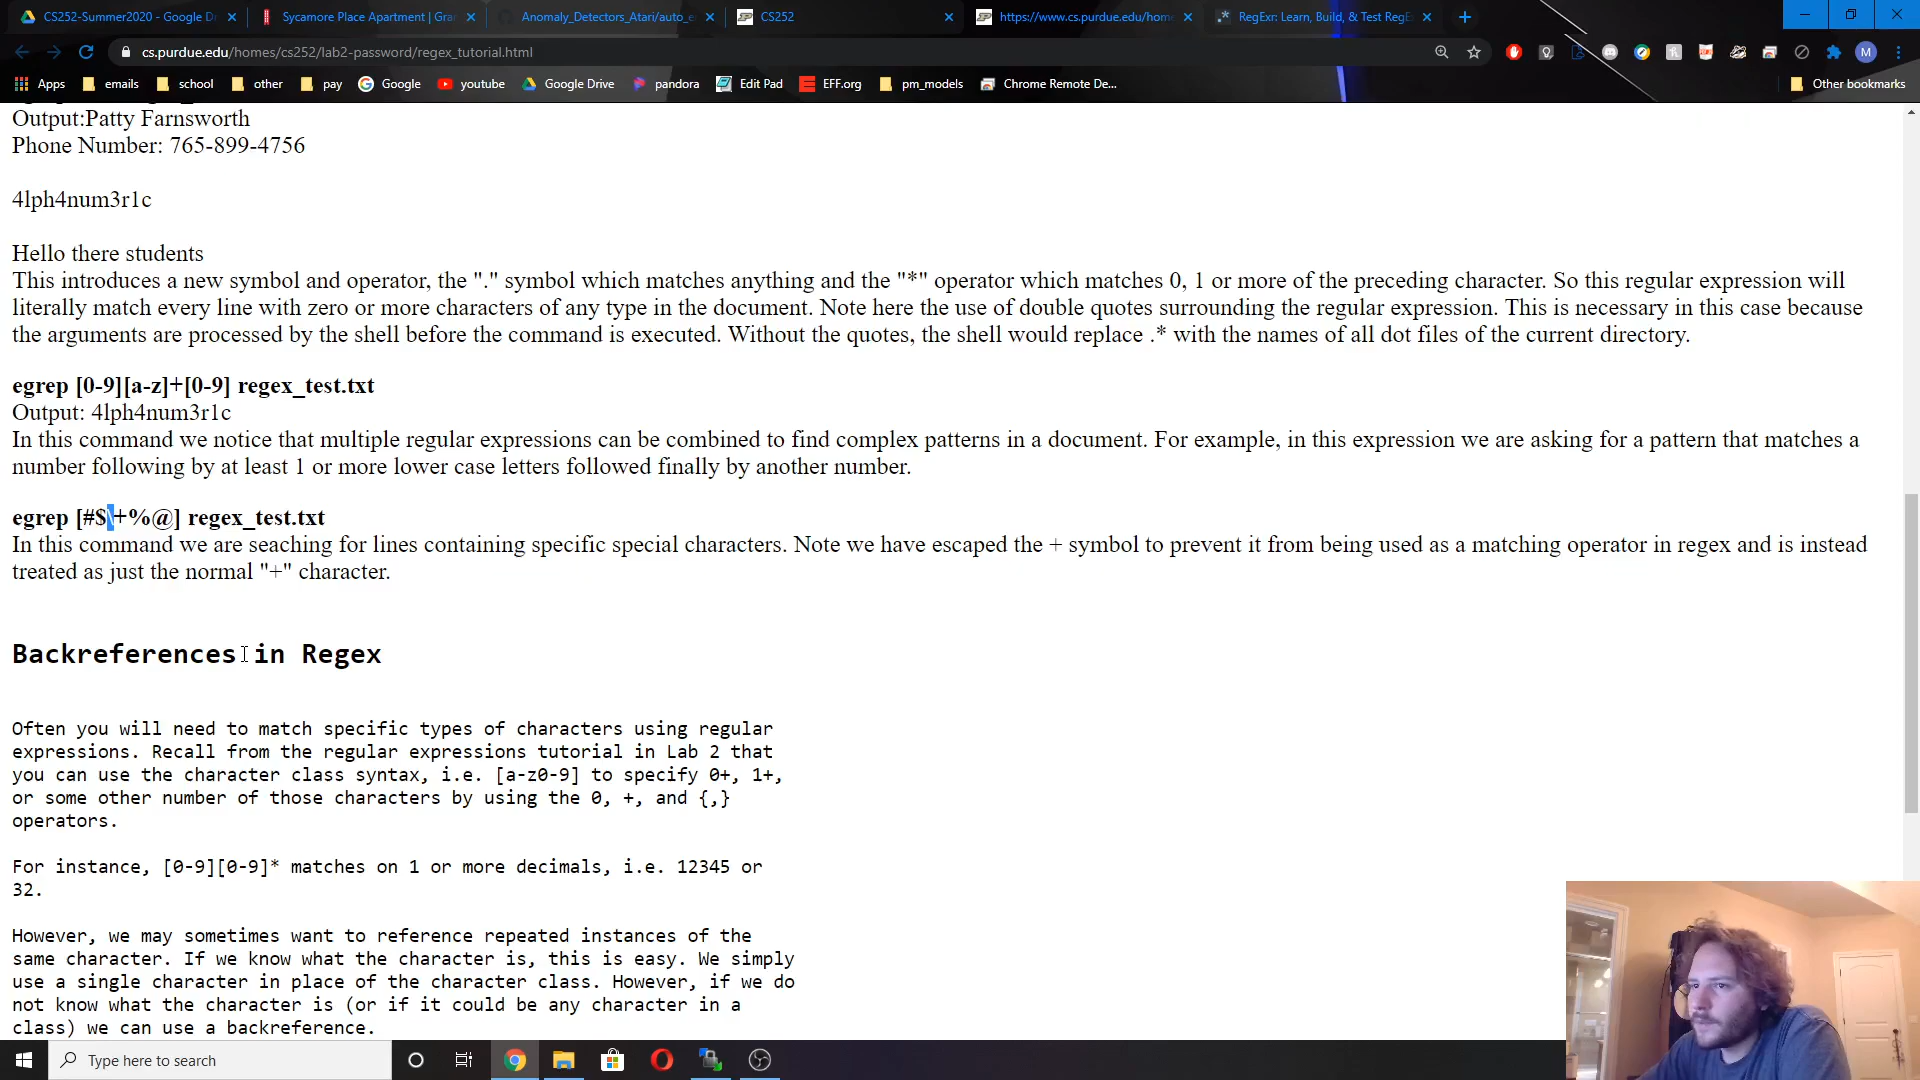 CS252-Summer2020 - Google D
Sycamore Place Apartment | Gra
Anomaly_Detectors_Atari/auto_e
CS252
https://www.cs.purdue.edu/hom
RegExr: Learn, Build, & Test RegE
cs.purdue.edu/homes/cs252/lab2-password/regex_tutorial.html
M
Apps emails school other pay Google youtube Google Drive pandora Edit Pad EFF.org pm_models Chrome Remote De... Other bookmarks
Output:Patty Farnsworth
Phone Number: 765-899-4756
4lph4num3r1c
Hello there students
This introduces a new symbol and operator, the "." symbol which matches anything and the "*" operator which matches 0, 1 or more of the preceding character. So this regular expression will
literally match every line with zero or more characters of any type in the document. Note here the use of double quotes surrounding the regular expression. This is necessary in this case because
the arguments are processed by the shell before the command is executed. Without the quotes, the shell would replace .* with the names of all dot files of the current directory.
egrep [0-9][a-z]+[0-9] regex_test.txt
Output: 4lph4num3r1c
In this command we notice that multiple regular expressions can be combined to find complex patterns in a document. For example, in this expression we are asking for a pattern that matches a
number following by at least 1 or more lower case letters followed finally by another number.
egrep [#$\+%@] regex_test.txt
In this command we are seaching for lines containing specific special characters. Note we have escaped the + symbol to prevent it from being used as a matching operator in regex and is instead
treated as just the normal "+" character.
Backreferences in Regex
Often you will need to match specific types of characters using regular
expressions. Recall from the regular expressions tutorial in Lab 2 that
you can use the character class syntax, i.e. [a-z0-9] to specify 0+, 1+,
or some other number of those characters by using the 0, +, and {,}
operators.
For instance, [0-9][0-9]* matches on 1 or more decimals, i.e. 12345 or
32.
However, we may sometimes want to reference repeated instances of the
same character. If we know what the character is, this is easy. We simply
use a single character in place of the character class. However, if we do
not know what the character is (or if it could be any character in a
class) we can use a backreference.
Type here to search